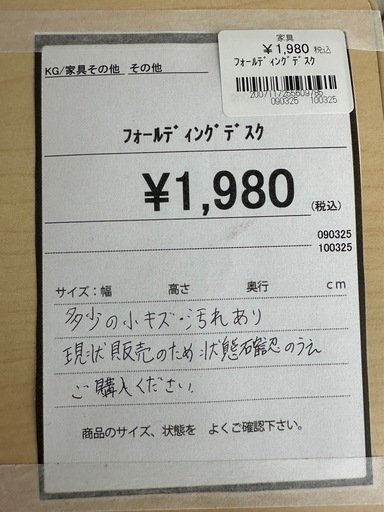 家具
￥1,980 税込
ﾌｫｰﾙﾃﾞｨﾝｸﾞﾃﾞｽｸ
2007117255609785
090325 100325
KG/家具その他 その他
ﾌｫｰﾙﾃﾞｨﾝｸﾞﾃﾞｽｸ
￥1,980 (税込)
090325
100325
サイズ:幅 高さ 奥行 cm
多少の小キズ・汚れあり
現状販売のため状態確認のうえ
ご購入ください.
商品のサイズ、状態を よくご確認下さい。